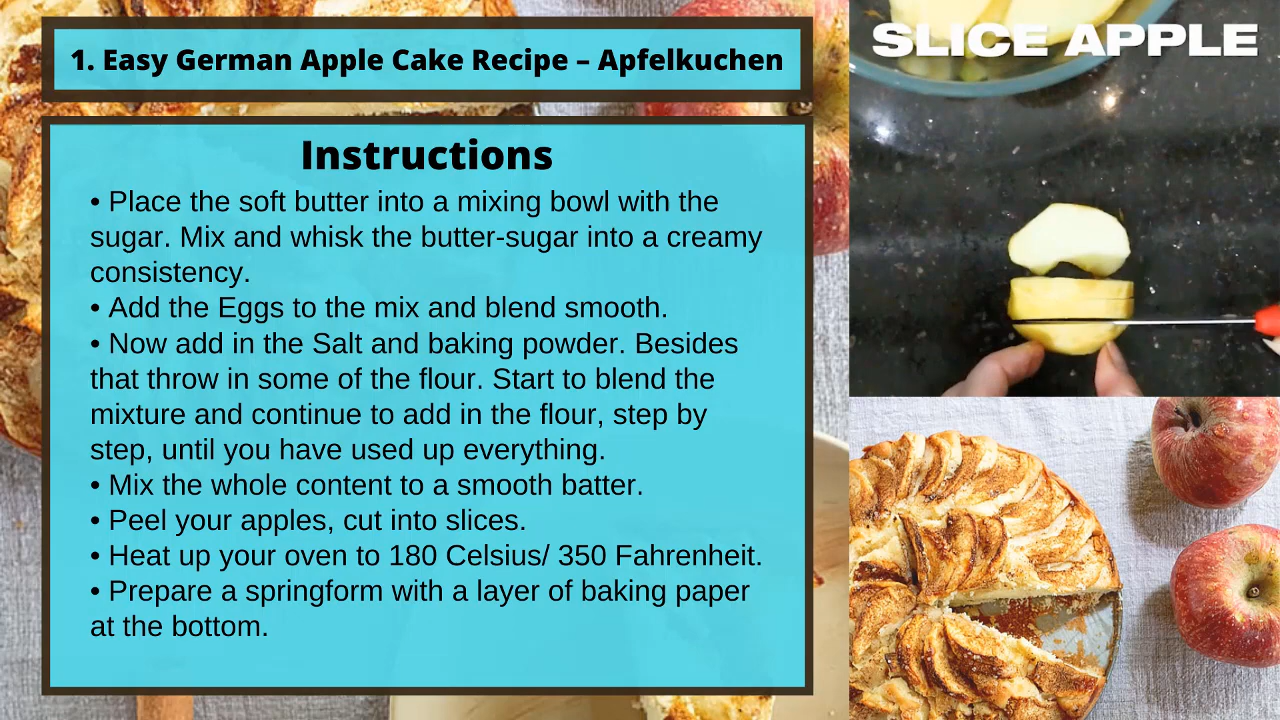 1. Easy German Apple Cake Recipe – Apfelkuchen
SLICE APPLE
Instructions
• Place the soft butter into a mixing bowl with the
sugar. Mix and whisk the butter-sugar into a creamy
consistency.
• Add the Eggs to the mix and blend smooth.
• Now add in the Salt and baking powder. Besides
that throw in some of the flour. Start to blend the
mixture and continue to add in the flour, step by
step, until you have used up everything.
• Mix the whole content to a smooth batter.
• Peel your apples, cut into slices.
• Heat up your oven to 180 Celsius/ 350 Fahrenheit.
• Prepare a springform with a layer of baking paper
at the bottom.